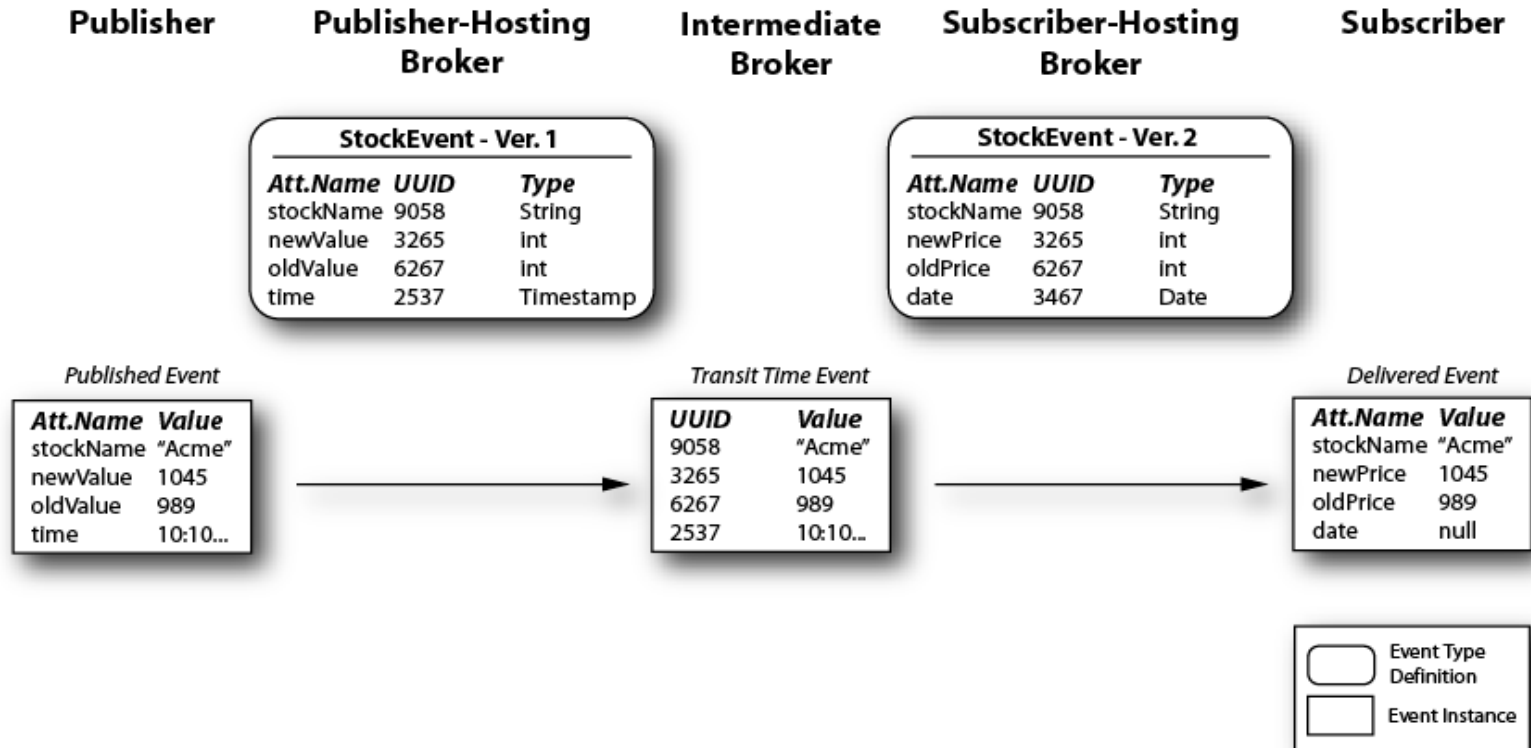 Publisher
Publisher-Hosting
Broker
Intermediate
Broker
Subscriber-Hosting
Broker
Subscriber
StockEvent - Ver. 1
Att.Name UUID Type
stockName 9058 String
newValue 3265 int
oldValue 6267 int
time 2537 Timestamp
StockEvent - Ver. 2
Att.Name UUID Type
stockName 9058 String
newPrice 3265 int
oldPrice 6267 int
date 3467 Date
Published Event
Att.Name Value
stockName “Acme”
newValue 1045
oldValue 989
time 10:10...
Transit Time Event
UUID Value
9058 “Acme”
3265 1045
6267 989
2537 10:10...
Delivered Event
Att.Name Value
stockName “Acme”
newPrice 1045
oldPrice 989
date null
Event Type
Definition
Event Instance